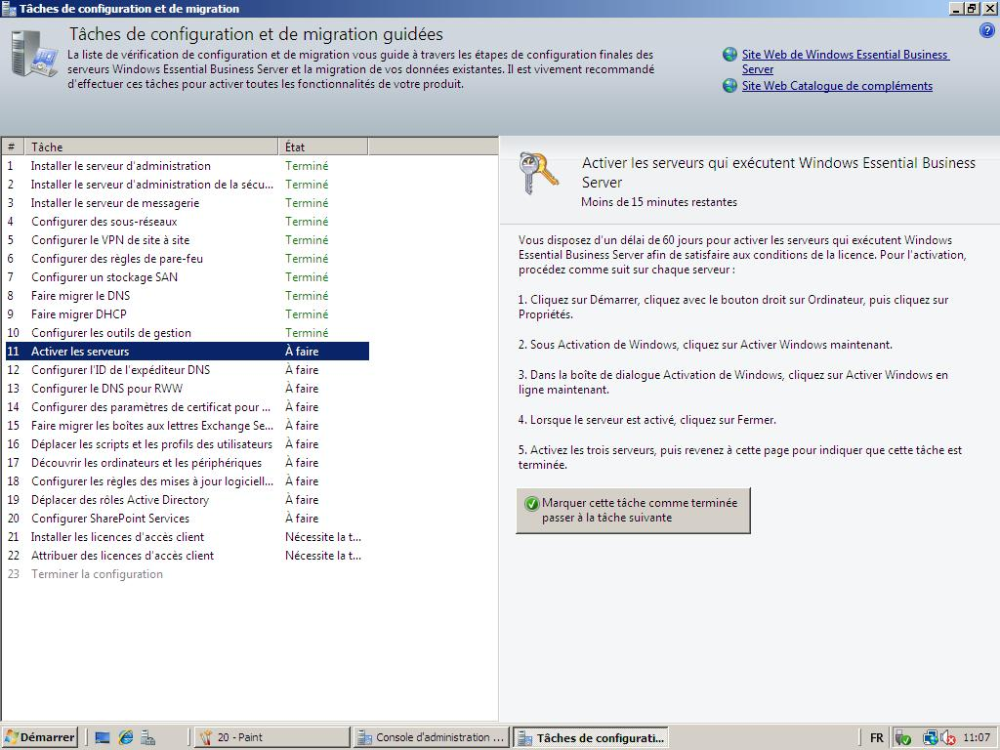 Tâches de configuration et de migration
Tâches de configuration et de migration guidées
La liste de vérification de configuration et de migration vous guide à travers les étapes de configuration finales des
serveurs Windows Essential Business Server et la migration de vos données existantes. Il est vivement recommandé
d'effectuer ces tâches pour activer toutes les fonctionnalités de votre produit.
Site Web de Windows Essential Business
Server
Site Web Catalogue de compléments
# Tâche État
1 Installer le serveur d'administration Terminé
2 Installer le serveur d'administration de la sécu... Terminé
3 Installer le serveur de messagerie Terminé
4 Configurer des sous-réseaux Terminé
5 Configurer le VPN de site à site Terminé
6 Configurer des règles de pare-feu Terminé
7 Configurer un stockage SAN Terminé
8 Faire migrer le DNS Terminé
9 Faire migrer DHCP Terminé
10 Configurer les outils de gestion Terminé
11 Activer les serveurs À faire
12 Configurer l'ID de l'expéditeur DNS À faire
13 Configurer le DNS pour RWW À faire
14 Configurer des paramètres de certificat pour ... À faire
15 Faire migrer les boîtes aux lettres Exchange Se... À faire
16 Déplacer les scripts et les profils des utilisateurs À faire
17 Découvrir les ordinateurs et les périphériques À faire
18 Configurer les règles des mises à jour logiciell... À faire
19 Déplacer des rôles Active Directory À faire
20 Configurer SharePoint Services À faire
21 Installer les licences d'accès client Nécessite la t...
22 Attribuer des licences d'accès client Nécessite la t...
23 Terminer la configuration
Activer les serveurs qui exécutent Windows Essential Business
Server
Moins de 15 minutes restantes
Vous disposez d'un délai de 60 jours pour activer les serveurs qui exécutent Windows
Essential Business Server afin de satisfaire aux conditions de la licence. Pour l'activation,
procédez comme suit sur chaque serveur :
1. Cliquez sur Démarrer, cliquez avec le bouton droit sur Ordinateur, puis cliquez sur
Propriétés.
2. Sous Activation de Windows, cliquez sur Activer Windows maintenant.
3. Dans la boîte de dialogue Activation de Windows, cliquez sur Activer Windows en
ligne maintenant.
4. Lorsque le serveur est activé, cliquez sur Fermer.
5. Activez les trois serveurs, puis revenez à cette page pour indiquer que cette tâche est
terminée.
Marquer cette tâche comme terminée
passer à la tâche suivante
Démarrer
20 - Paint
Console d'administration ...
Tâches de configurati...
FR
11:07